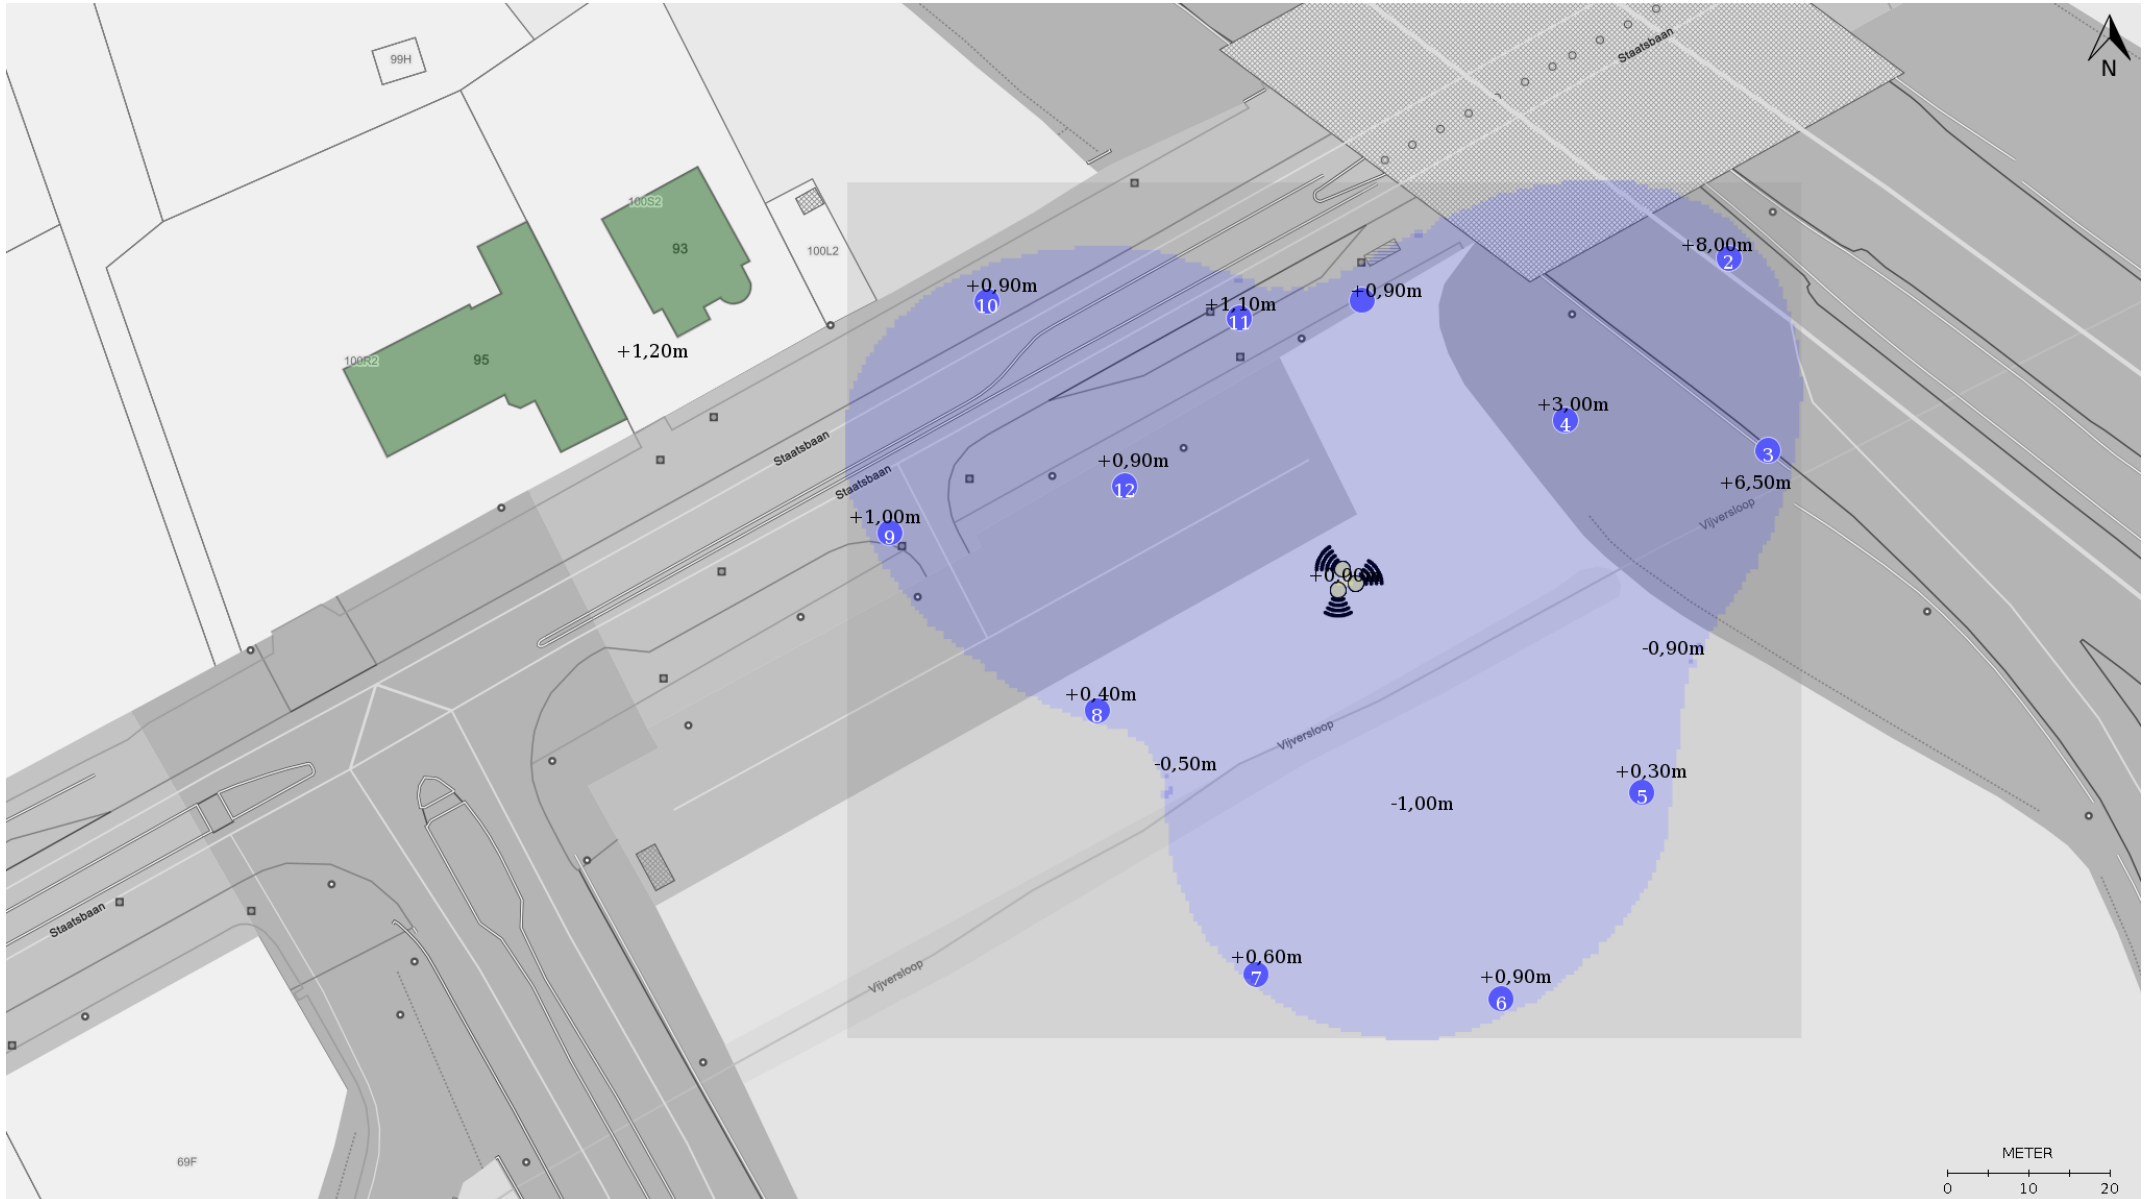 99H
Staatsbaan
N
100S2
93
100L2
+8,00m
2
+0,90m
10
+0,90m
+1,10m
11
100R2
95
+1,20m
+3,00m
4
Staatsbaan
3
+6,50m
+0,90m
12
Staatsbaan
+1,00m
9
Vijversloop
+0,00
-0,90m
+0,40m
8
Vijversloop
-0,50m
+0,30m
5
-1,00m
Staatsbaan
+0,60m
7
Vijversloop
+0,90m
6
69F
METER
0 10 20